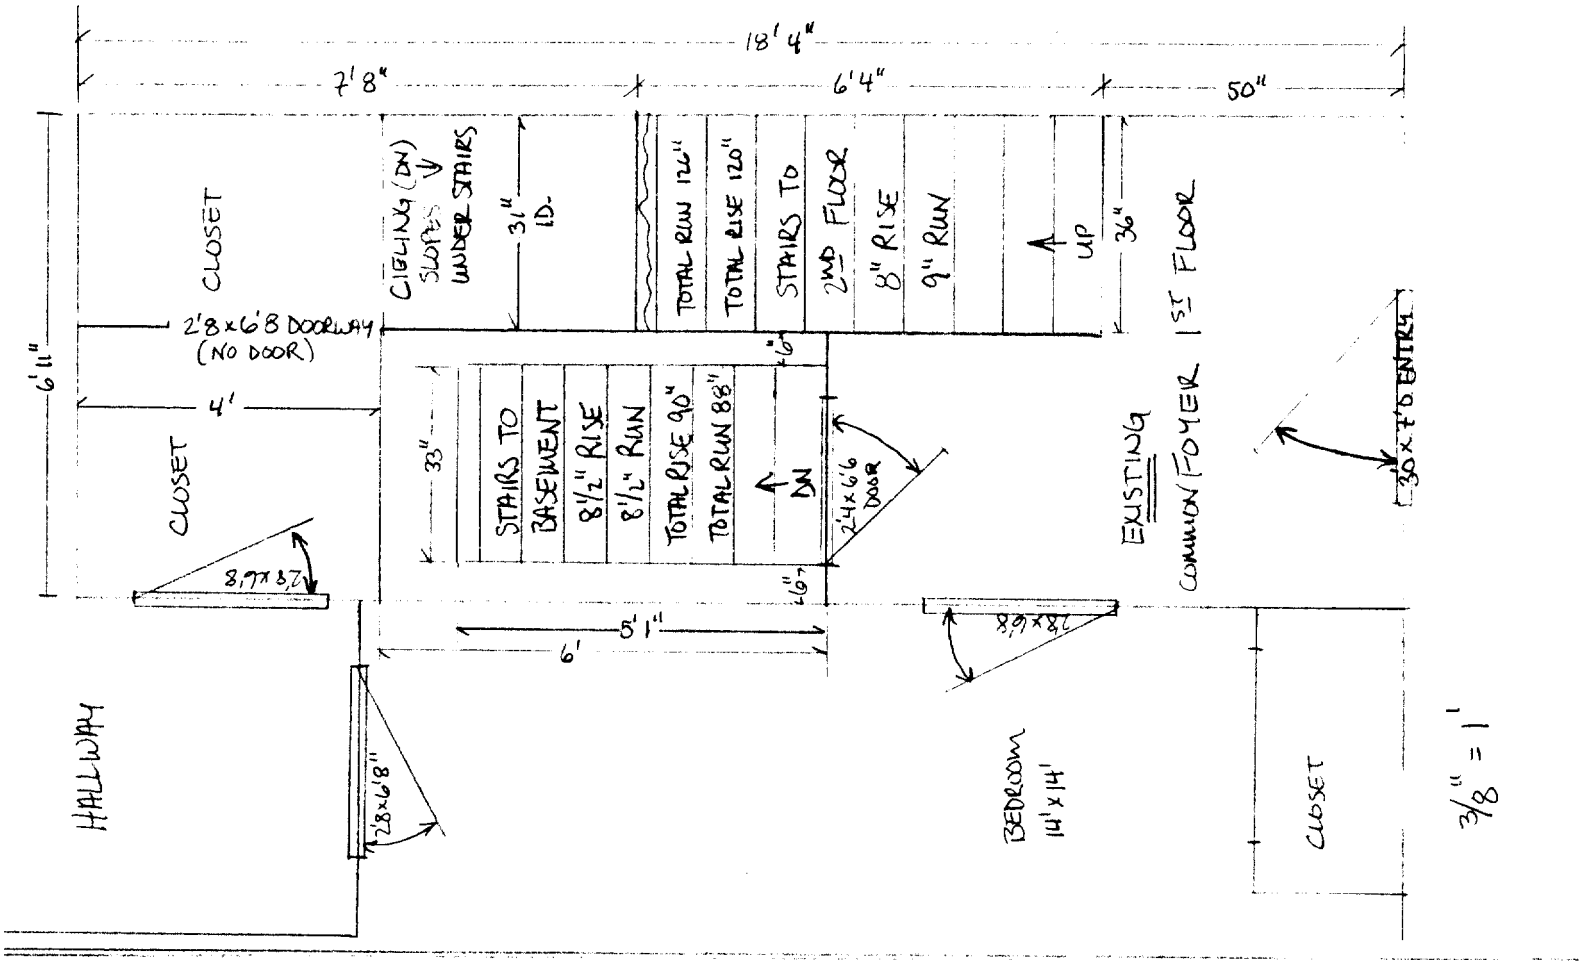 18' 4"
7' 8"
6' 4"
50"
6' 11"
CLOSET
CIELING (DN)
SLOPES ↓
UNDER STAIRS
31"
I.D.
TOTAL RUN 126"
TOTAL RISE 120"
STAIRS TO
2ND FLOOR
8" RISE
9" RUN
UP
36"
2'8 x 6'8 DOORWAY
(NO DOOR)
4'
CLOSET
2'8 x 6'8
33"
STAIRS TO
BASEMENT
8 1/2" RISE
8 1/2" RUN
TOTAL RISE 90"
TOTAL RUN 88"
DN
6"
6"
2'4 x 6'6
DOOR
EXISTING
COMMON/FOYER 1ST FLOOR
3'0 x 7'0 ENTRY
5' 1"
6'
2'8 x 6'8
HALLWAY
2'8 x 6'8"
BEDROOM
14' x 14'
CLOSET
3/8" = 1'